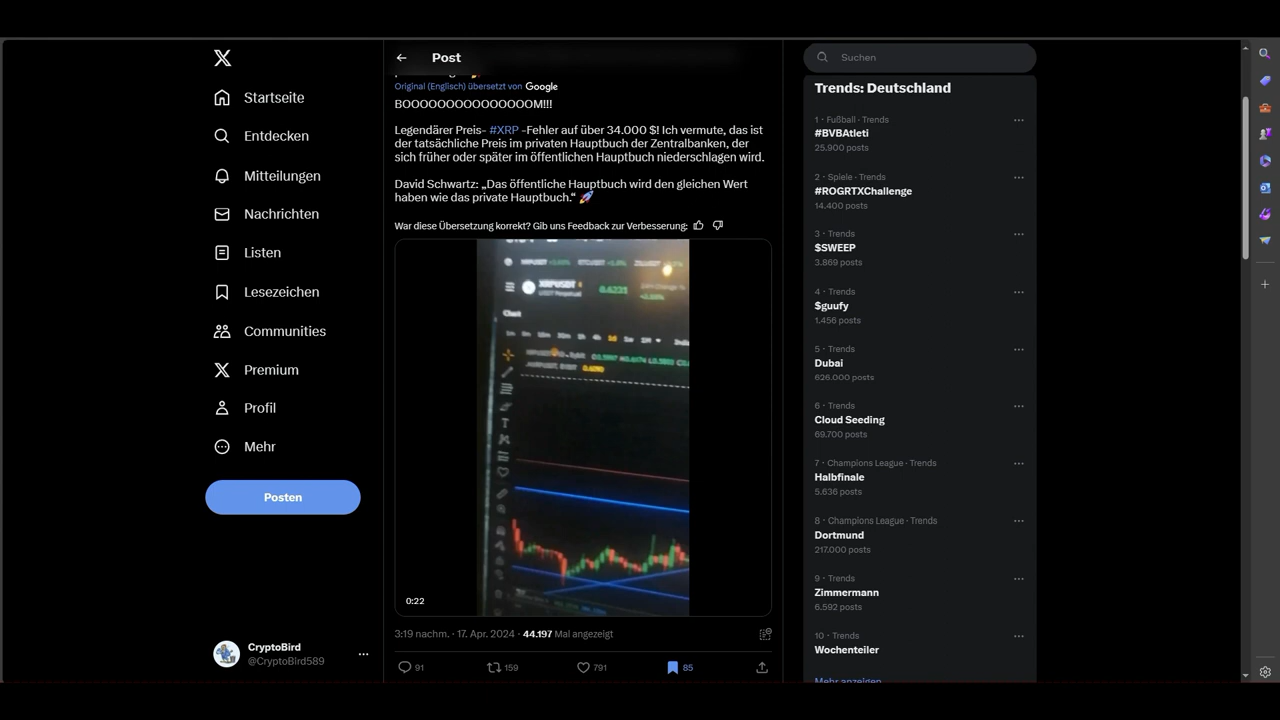 Startseite
Entdecken
Mitteilungen
Nachrichten
Listen
Lesezeichen
Communities
Premium
Profil
Mehr
Posten
CryptoBird
@CryptoBird589
Post
Original (Englisch) übersetzt von Google
BOOOOOOOOOOOOOOOM!!!
Legendärer Preis- #XRP -Fehler auf über 34.000 $! Ich vermute, das ist
der tatsächliche Preis im privaten Hauptbuch der Zentralbanken, der
sich früher oder später im öffentlichen Hauptbuch niederschlagen wird.
David Schwartz: „Das öffentliche Hauptbuch wird den gleichen Wert
haben wie das private Hauptbuch.“ 🚀
War diese Übersetzung korrekt? Gib uns Feedback zur Verbesserung:
XRPUSDT
0.6231
Chart
0:22
3:19 nachm. · 17. Apr. 2024 · 44.197 Mal angezeigt
91
159
791
85
Suchen
Trends: Deutschland
1 · Fußball · Trends
#BVBAtleti
25.900 posts
2 · Spiele · Trends
#ROGRTXChallenge
14.400 posts
3 · Trends
$SWEEP
3.869 posts
4 · Trends
$guufy
1.456 posts
5 · Trends
Dubai
626.000 posts
6 · Trends
Cloud Seeding
69.700 posts
7 · Champions League · Trends
Halbfinale
5.636 posts
8 · Champions League · Trends
Dortmund
217.000 posts
9 · Trends
Zimmermann
6.592 posts
10 · Trends
Wochenteiler
Mehr anzeigen